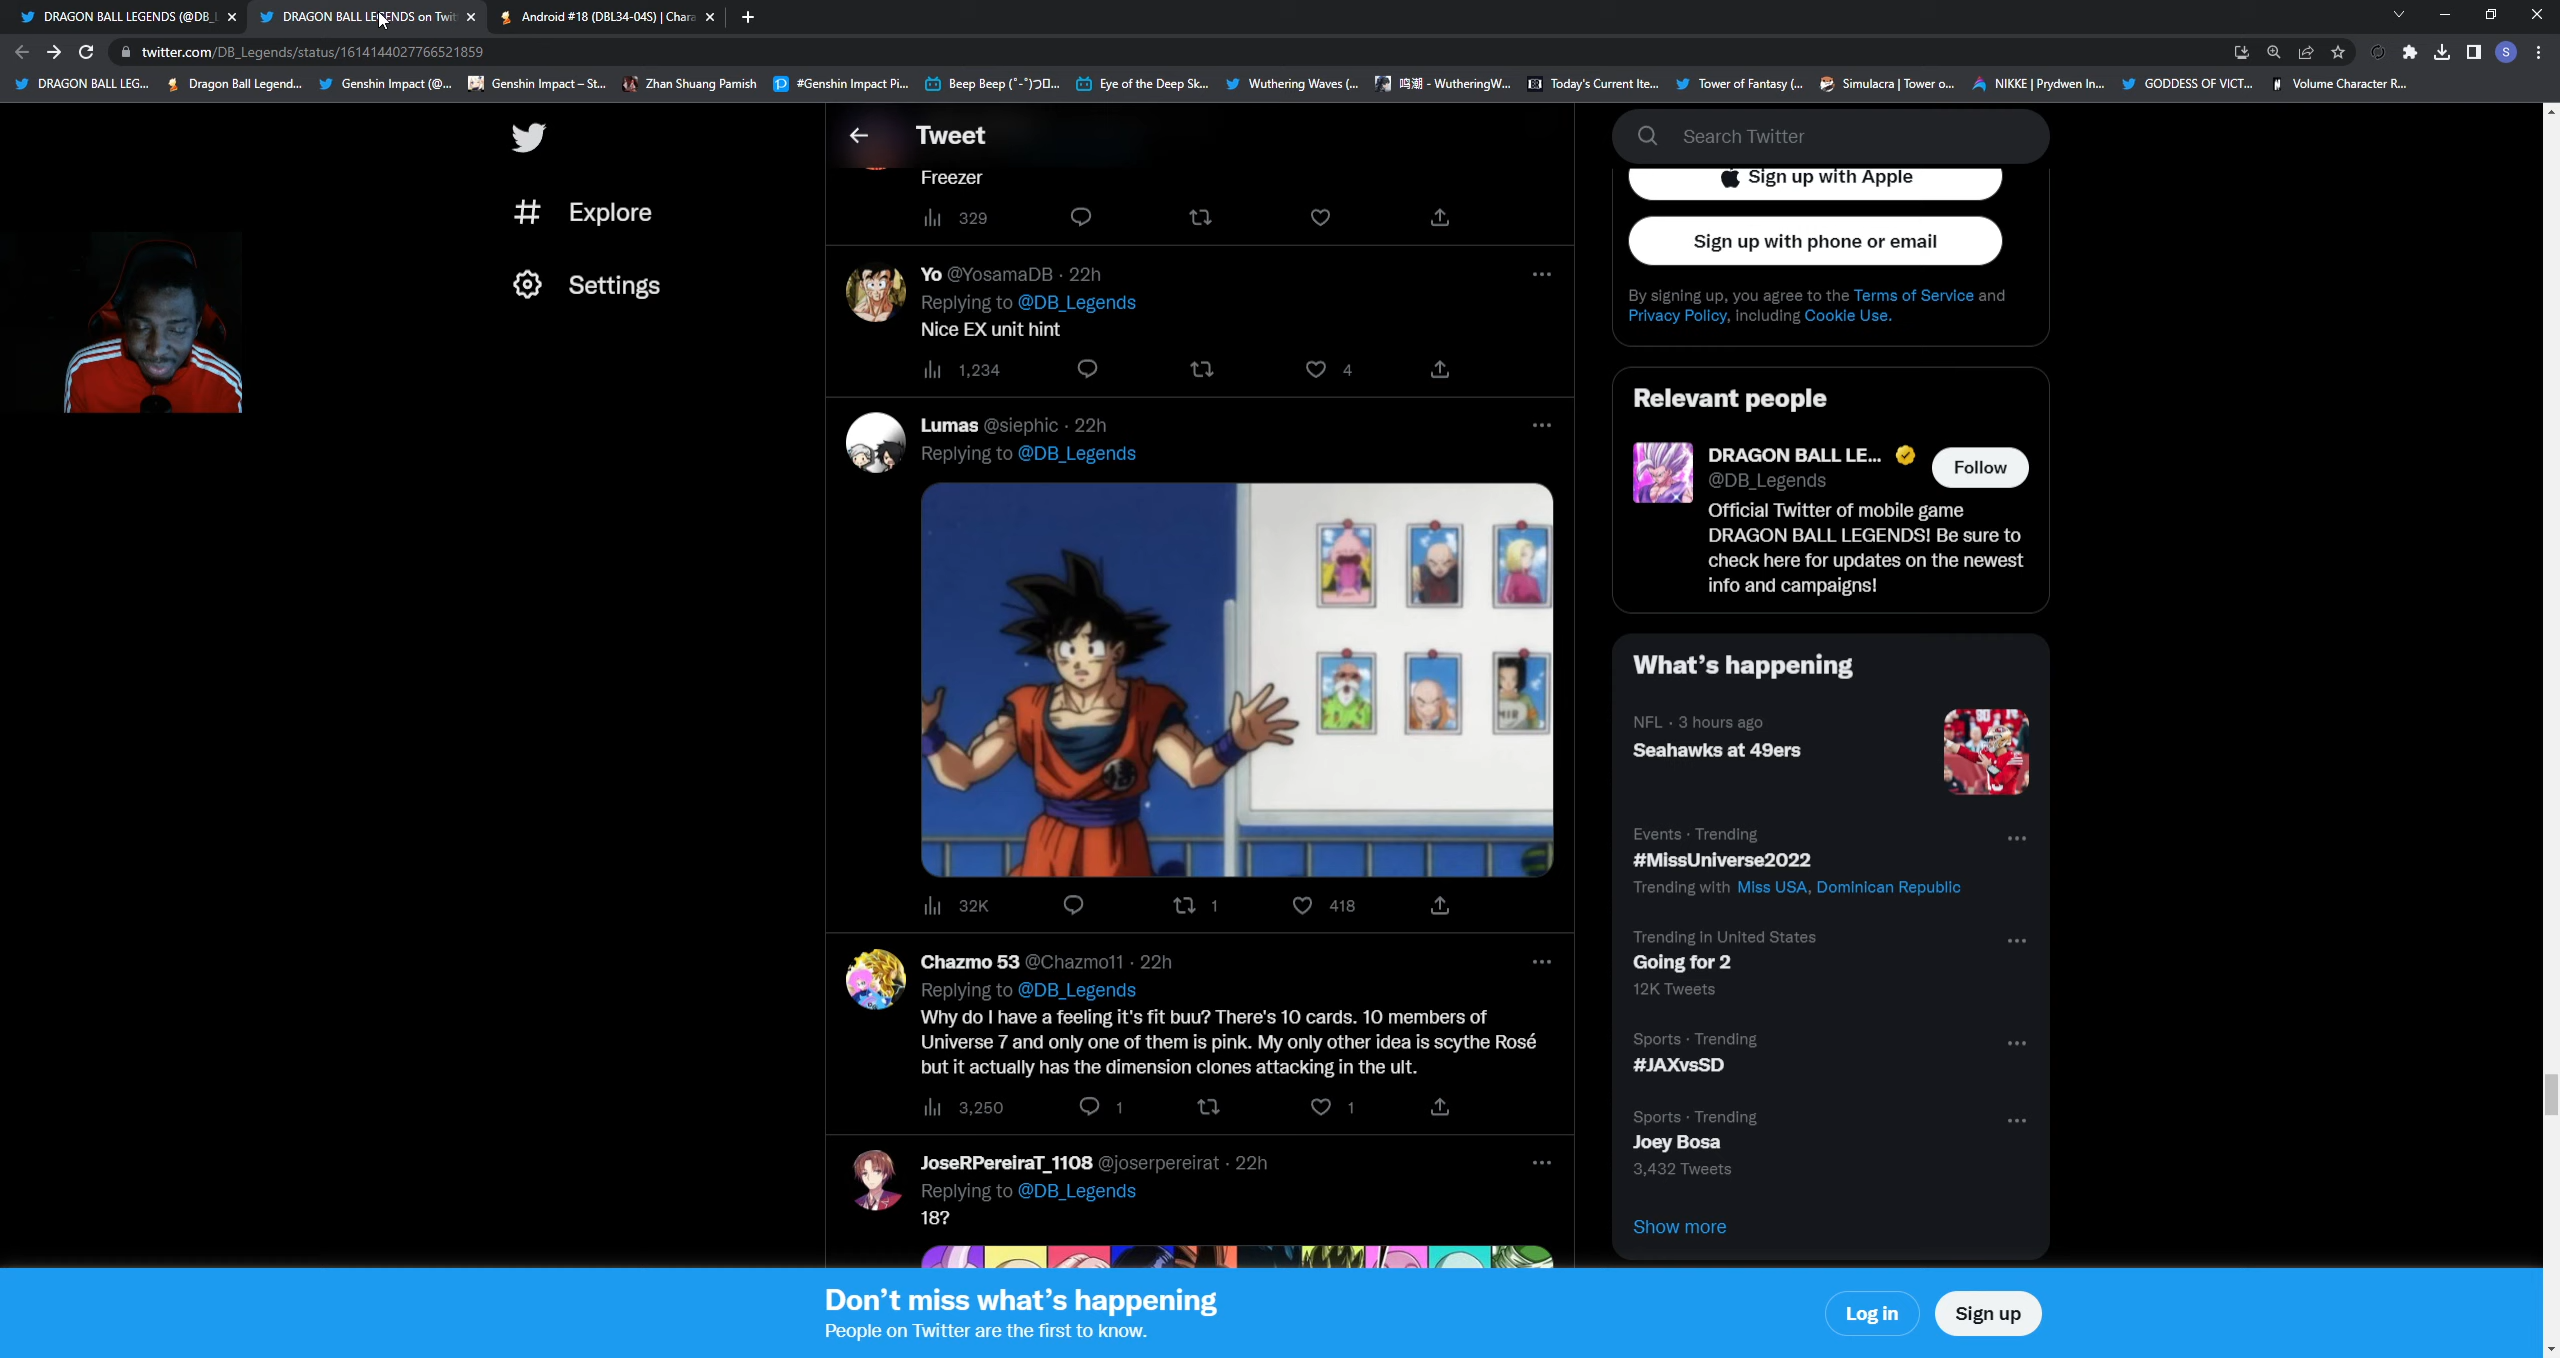 DRAGON BALL LEGENDS (@DB_L
DRAGON BALL LEGENDS on Twit
Android #18 (DBL34-04S) | Chara
twitter.com/DB_Legends/status/1614144027766521859
S
DRAGON BALL LEG...
Dragon Ball Legend...
Genshin Impact (@...
Genshin Impact – St...
Zhan Shuang Pamish
#Genshin Impact Pi...
Eye of the Deep Sk...
Wuthering Waves (...
鸣潮 - WutheringW...
Today's Current Ite...
Tower of Fantasy (...
Simulacra | Tower o...
NIKKE | Prydwen In...
GODDESS OF VICT...
Volume Character R...
Explore
Settings
Tweet
Freezer
329
Yo @YosamaDB · 22h
Replying to @DB_Legends
Nice EX unit hint
1,234 4
Lumas @siephic · 22h
Replying to @DB_Legends
32K 1 418
Chazmo 53 @Chazmo11 · 22h
Replying to @DB_Legends
Why do I have a feeling it's fit buu? There's 10 cards. 10 members of
Universe 7 and only one of them is pink. My only other idea is scythe Rosé
but it actually has the dimension clones attacking in the ult.
3,250 1 1
JoseRPereiraT_1108 @joserpereirat · 22h
Replying to @DB_Legends
18?
Search Twitter
Sign up with Apple
Sign up with phone or email
By signing up, you agree to the Terms of Service and
Privacy Policy, including Cookie Use.
Relevant people
DRAGON BALL LE...
@DB_Legends
Follow
Official Twitter of mobile game
DRAGON BALL LEGENDS! Be sure to
check here for updates on the newest
info and campaigns!
What's happening
NFL · 3 hours ago
Seahawks at 49ers
Events · Trending
#MissUniverse2022
Trending with Miss USA, Dominican Republic
Trending in United States
Going for 2
12K Tweets
Sports · Trending
#JAXvsSD
Sports · Trending
Joey Bosa
3,432 Tweets
Show more
Don't miss what's happening
People on Twitter are the first to know.
Log in
Sign up